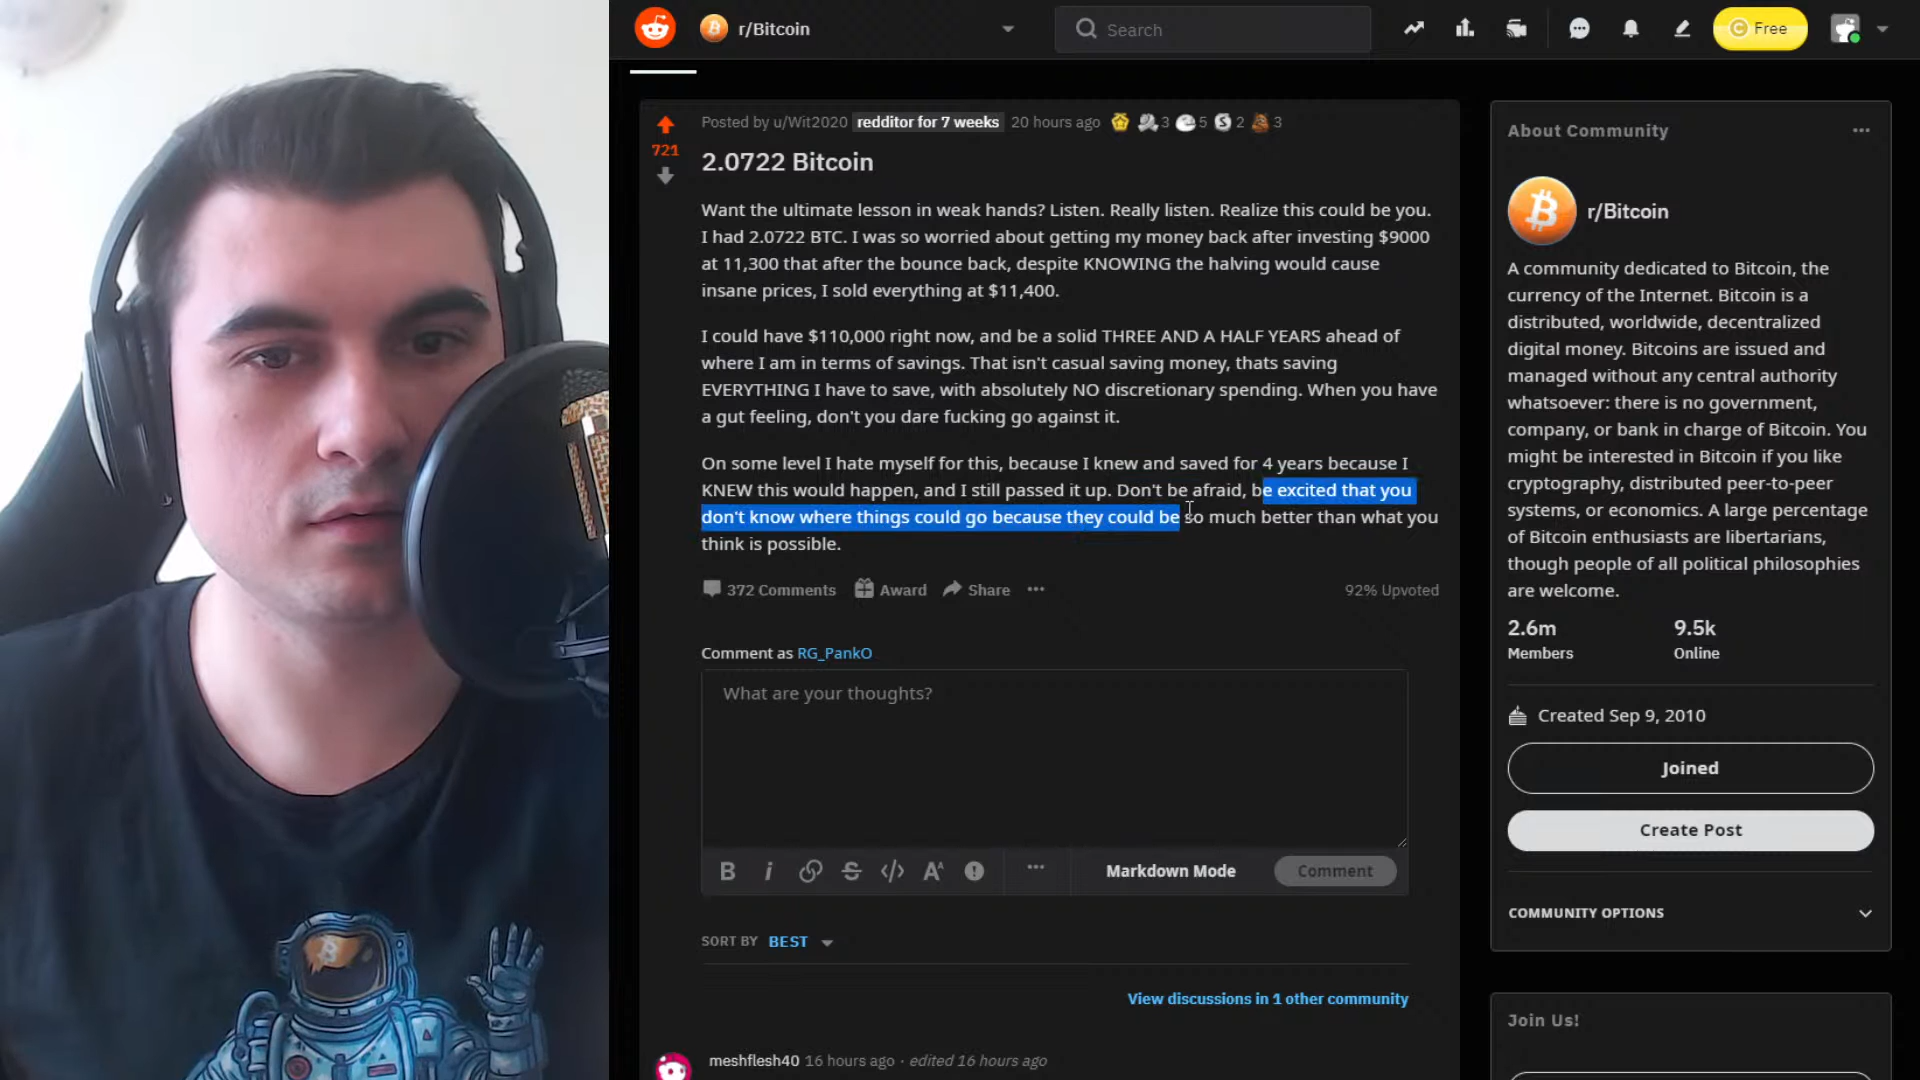 r/Bitcoin
Search
Free
Posted by u/Wit2020 redditor for 7 weeks 20 hours ago 3 5 2 3
721
2.0722 Bitcoin
Want the ultimate lesson in weak hands? Listen. Really listen. Realize this could be you.
I had 2.0722 BTC. I was so worried about getting my money back after investing $9000
at 11,300 that after the bounce back, despite KNOWING the halving would cause
insane prices, I sold everything at $11,400.
I could have $110,000 right now, and be a solid THREE AND A HALF YEARS ahead of
where I am in terms of savings. That isn't casual saving money, thats saving
EVERYTHING I have to save, with absolutely NO discretionary spending. When you have
a gut feeling, don't you dare fucking go against it.
On some level I hate myself for this, because I knew and saved for 4 years because I
KNEW this would happen, and I still passed it up. Don't be afraid, be excited that you
don't know where things could go because they could be so much better than what you
think is possible.
372 Comments Award Share 92% Upvoted
Comment as RG_PankO
What are your thoughts?
Markdown Mode Comment
SORT BY BEST
View discussions in 1 other community
meshflesh40 16 hours ago · edited 16 hours ago
About Community
r/Bitcoin
A community dedicated to Bitcoin, the
currency of the Internet. Bitcoin is a
distributed, worldwide, decentralized
digital money. Bitcoins are issued and
managed without any central authority
whatsoever: there is no government,
company, or bank in charge of Bitcoin. You
might be interested in Bitcoin if you like
cryptography, distributed peer-to-peer
systems, or economics. A large percentage
of Bitcoin enthusiasts are libertarians,
though people of all political philosophies
are welcome.
2.6m 9.5k
Members Online
Created Sep 9, 2010
Joined
Create Post
COMMUNITY OPTIONS
Join Us!